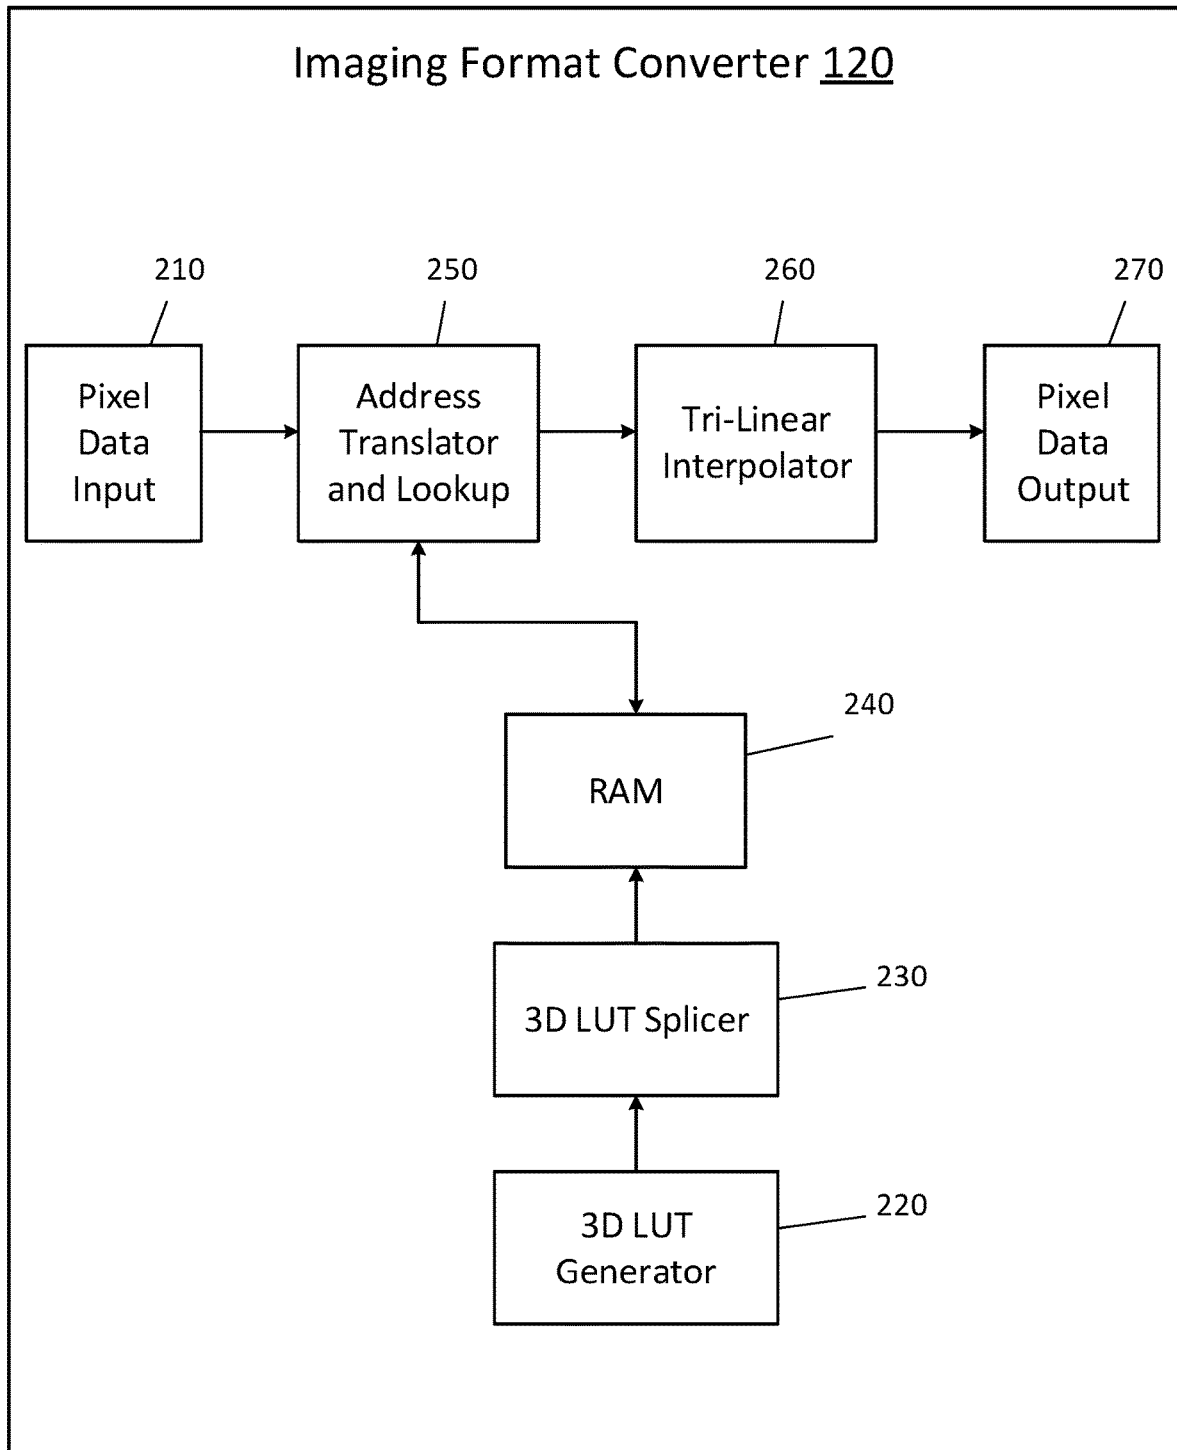 Imaging Format Converter 120
210
250
260
270
Pixel
Data
Input
Address
Translator
and Lookup
Tri-Linear
Interpolator
Pixel
Data
Output
240
RAM
230
3D LUT Splicer
220
3D LUT
Generator